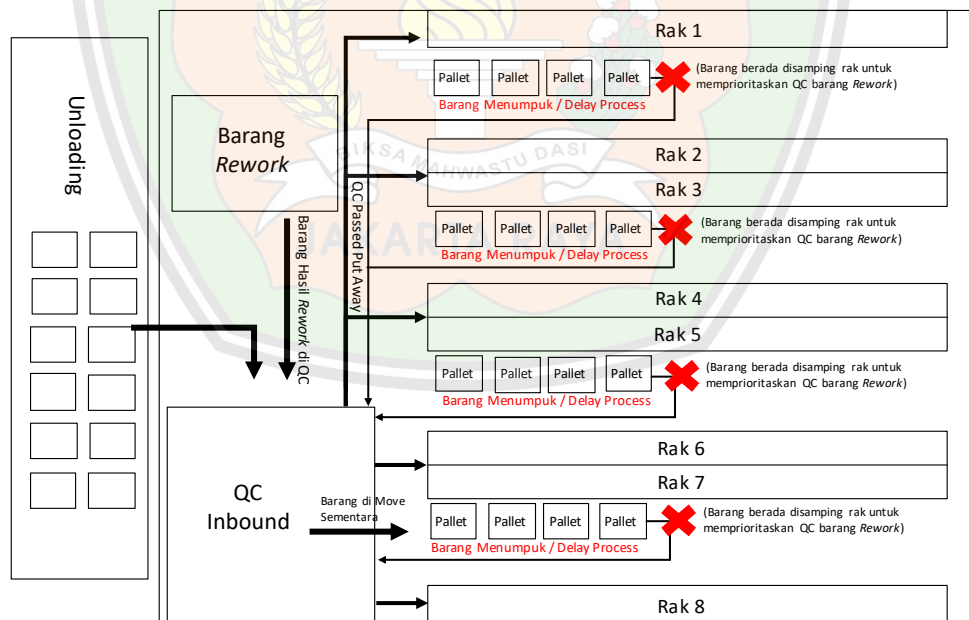 Unloading
Barang
Rework
Barang Hasil Rework di QC
QC Passed Put Away
QC
Inbound
Barang di Move
Sementara
Rak 1
Pallet Pallet Pallet Pallet
Barang Menumpuk / Delay Process
(Barang berada disamping rak untuk
memprioritaskan QC barang Rework)
Rak 2
Rak 3
Pallet Pallet Pallet Pallet
Barang Menumpuk / Delay Process
(Barang berada disamping rak untuk
memprioritaskan QC barang Rework)
Rak 4
Rak 5
Pallet Pallet Pallet Pallet
Barang Menumpuk / Delay Process
(Barang berada disamping rak untuk
memprioritaskan QC barang Rework)
Rak 6
Rak 7
Pallet Pallet Pallet Pallet
Barang Menumpuk / Delay Process
(Barang berada disamping rak untuk
memprioritaskan QC barang Rework)
Rak 8
BIKSA MAHWASTU DASI
JAKARTA RAYA